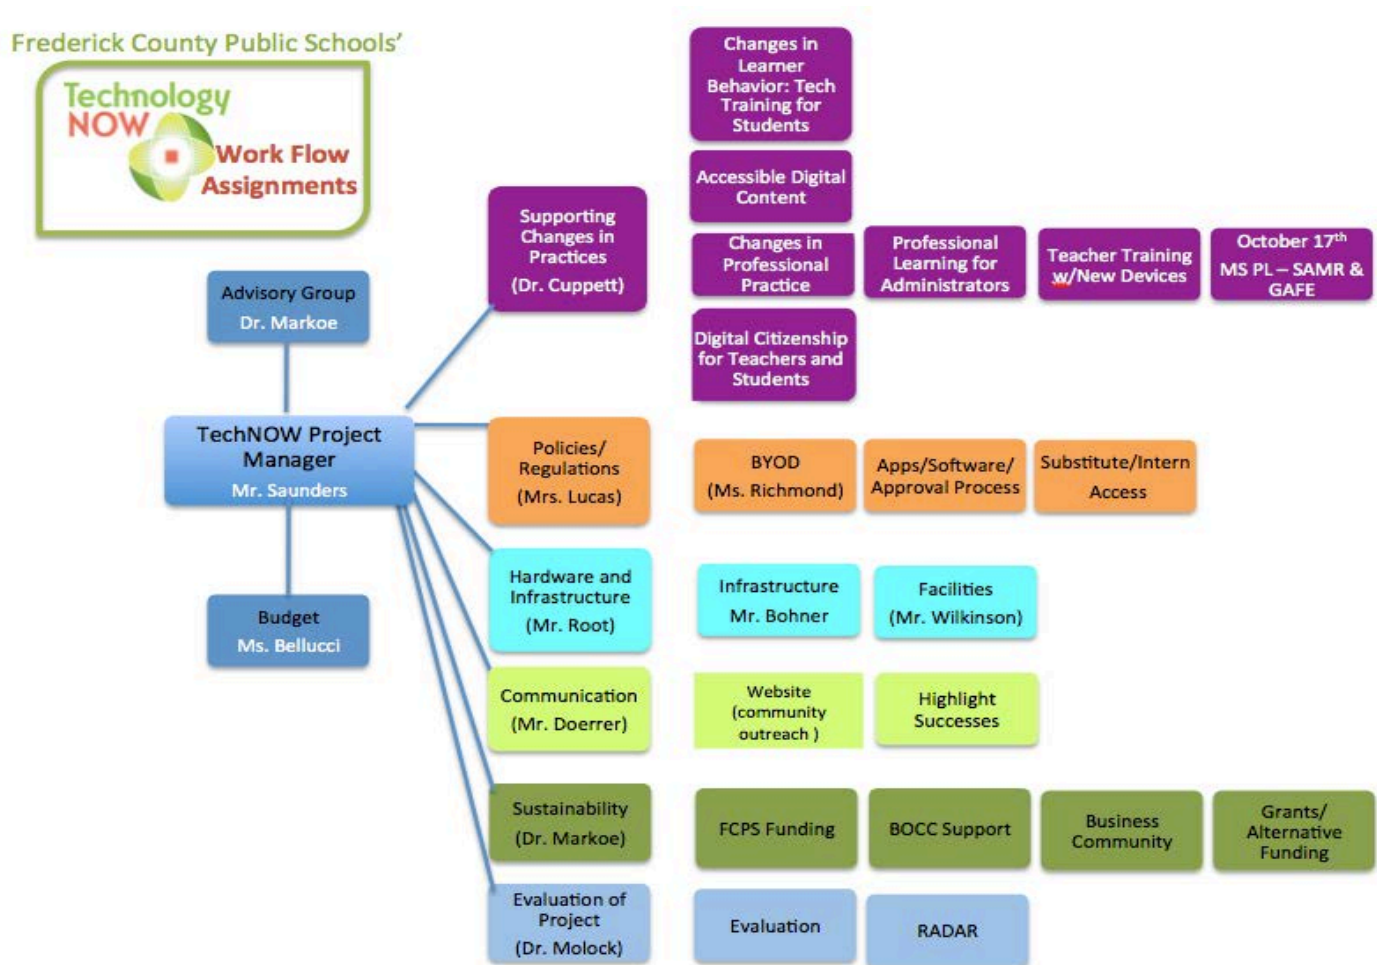 Frederick County Public Schools’
Technology
NOW
Work Flow
Assignments
Advisory Group
Dr. Markoe
TechNOW Project
Manager
Mr. Saunders
Budget
Ms. Bellucci
Supporting
Changes in
Practices
(Dr. Cuppett)
Changes in
Learner
Behavior: Tech
Training for
Students
Accessible Digital
Content
Changes in
Professional
Practice
Professional
Learning for
Administrators
Teacher Training
w/New Devices
October 17th
MS PL – SAMR &
GAFE
Digital Citizenship
for Teachers and
Students
Policies/
Regulations
(Mrs. Lucas)
BYOD
(Ms. Richmond)
Apps/Software/
Approval Process
Substitute/Intern
Access
Hardware and
Infrastructure
(Mr. Root)
Infrastructure
Mr. Bohner
Facilities
(Mr. Wilkinson)
Communication
(Mr. Doerrer)
Website
(community
outreach )
Highlight
Successes
Sustainability
(Dr. Markoe)
FCPS Funding
BOCC Support
Business
Community
Grants/
Alternative
Funding
Evaluation of
Project
(Dr. Molock)
Evaluation
RADAR